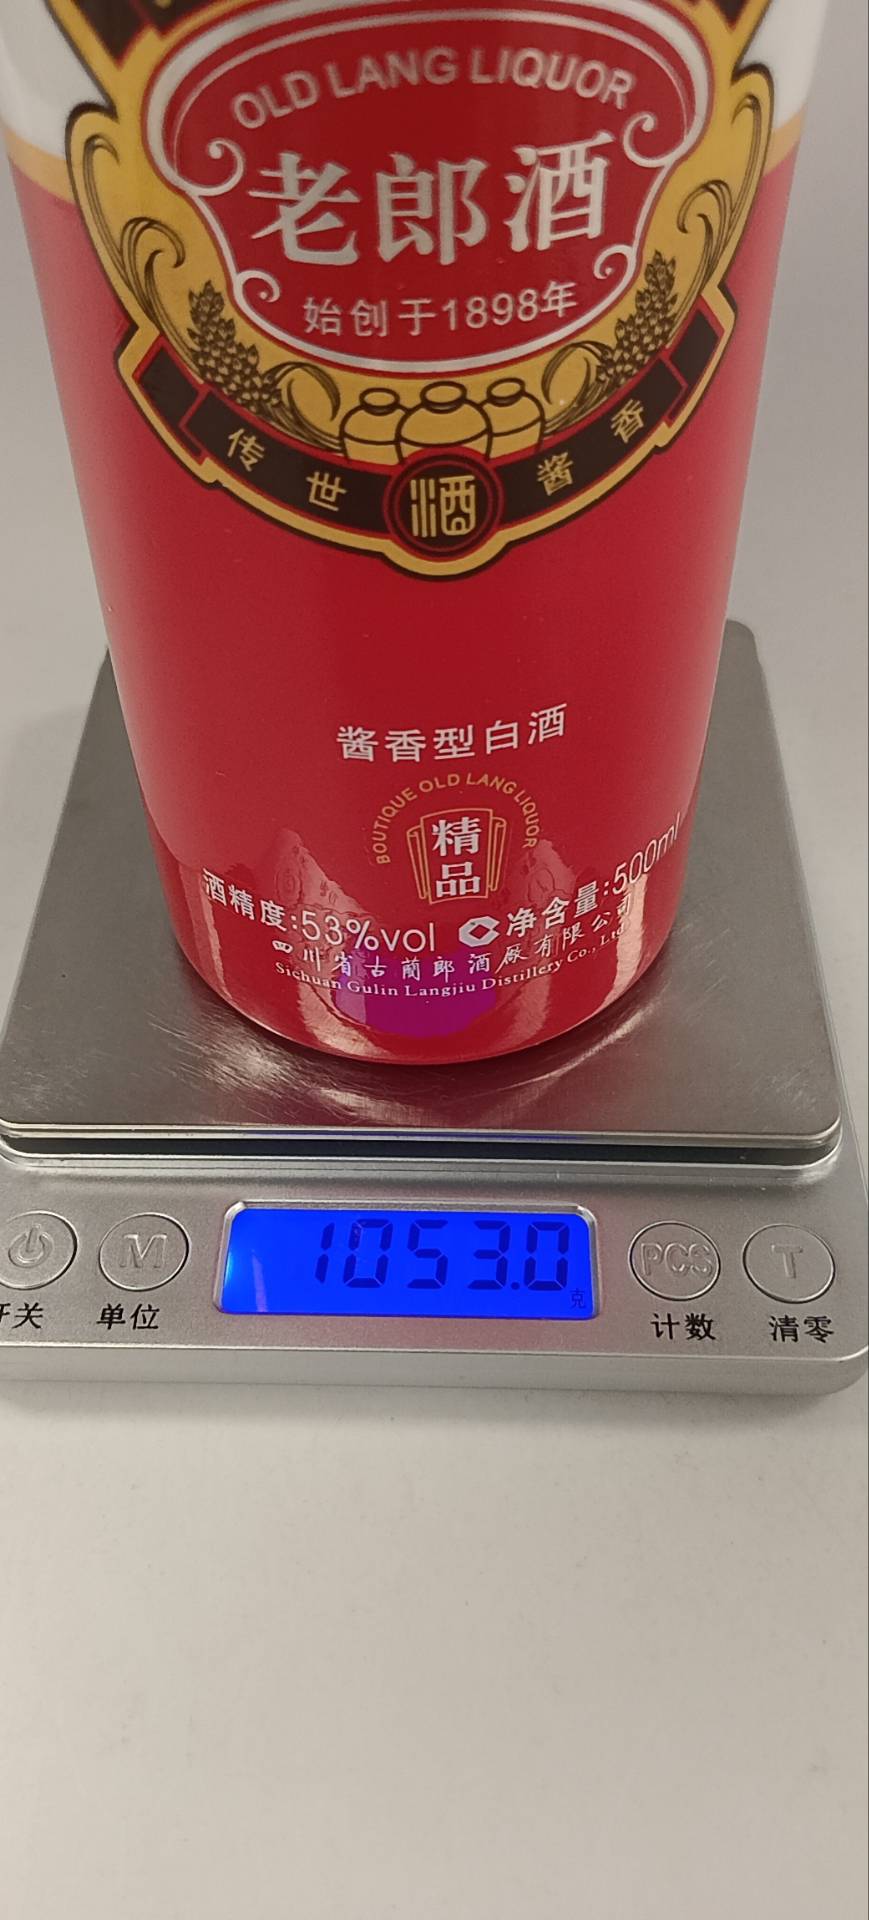 OLD LANG LIQUOR
老郎酒
始创于1898年
传世酒酱香
酱香型白酒
BOUTIQUE OLD LANG LIQUOR
精品
酒精度:53%vol 净含量:500ml
四川省古蔺郎酒厰有限公司
Sichuan Gulin Langjiu Distillery Co., Ltd
1053.0
克
M
PCS
T
开关
单位
计数
清零